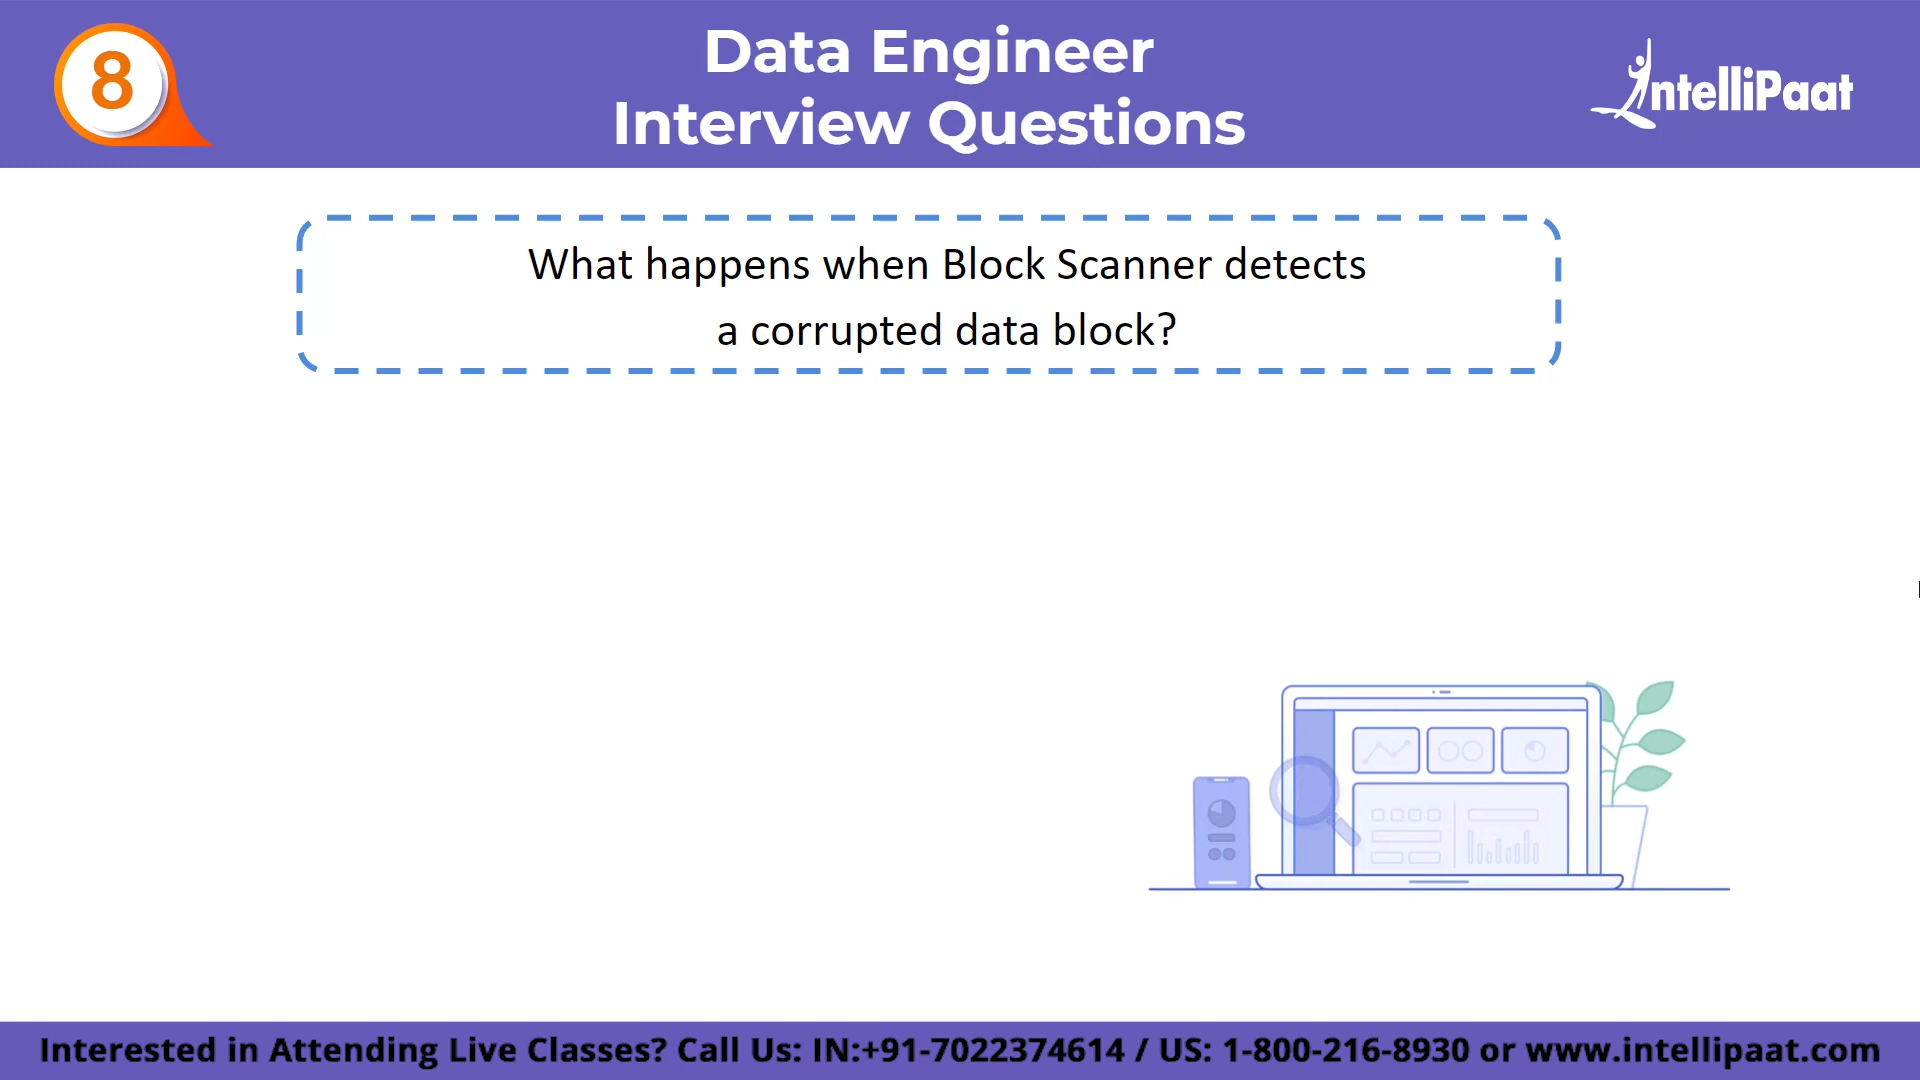 8
Data Engineer
Interview Questions
IntelliPaat
What happens when Block Scanner detects
a corrupted data block?
Interested in Attending Live Classes? Call Us: IN:+91-7022374614 / US: 1-800-216-8930 or www.intellipaat.com